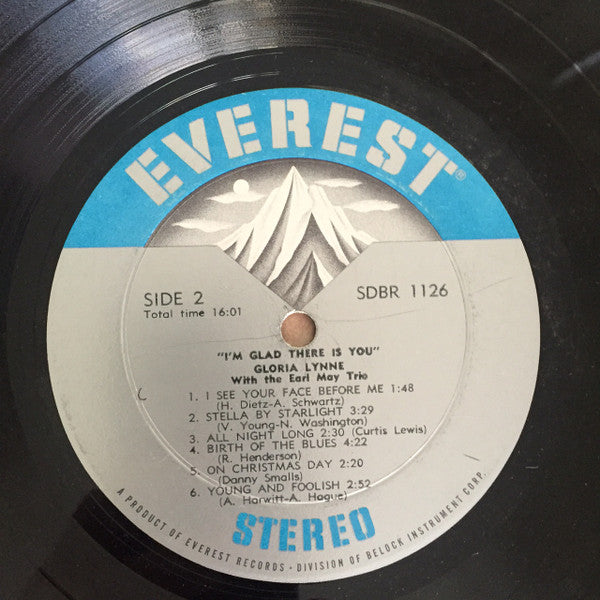 EVEREST®
SIDE 2
Total time 16:01
SDBR 1126
"I'M GLAD THERE IS YOU"
GLORIA LYNNE
With the Earl May Trio
1. I SEE YOUR FACE BEFORE ME 1:48
(H. Dietz-A. Schwartz)
2. STELLA BY STARLIGHT 3:29
(V. Young-N. Washington)
3. ALL NIGHT LONG 2:30 (Curtis Lewis)
4. BIRTH OF THE BLUES 4:22
(R. Henderson)
5. ON CHRISTMAS DAY 2:20
(Danny Smalls)
6. YOUNG AND FOOLISH 2:52
(A. Horwitt-A. Hague)
STEREO
A PRODUCT OF EVEREST RECORDS · DIVISION OF BELOCK INSTRUMENT CORP.